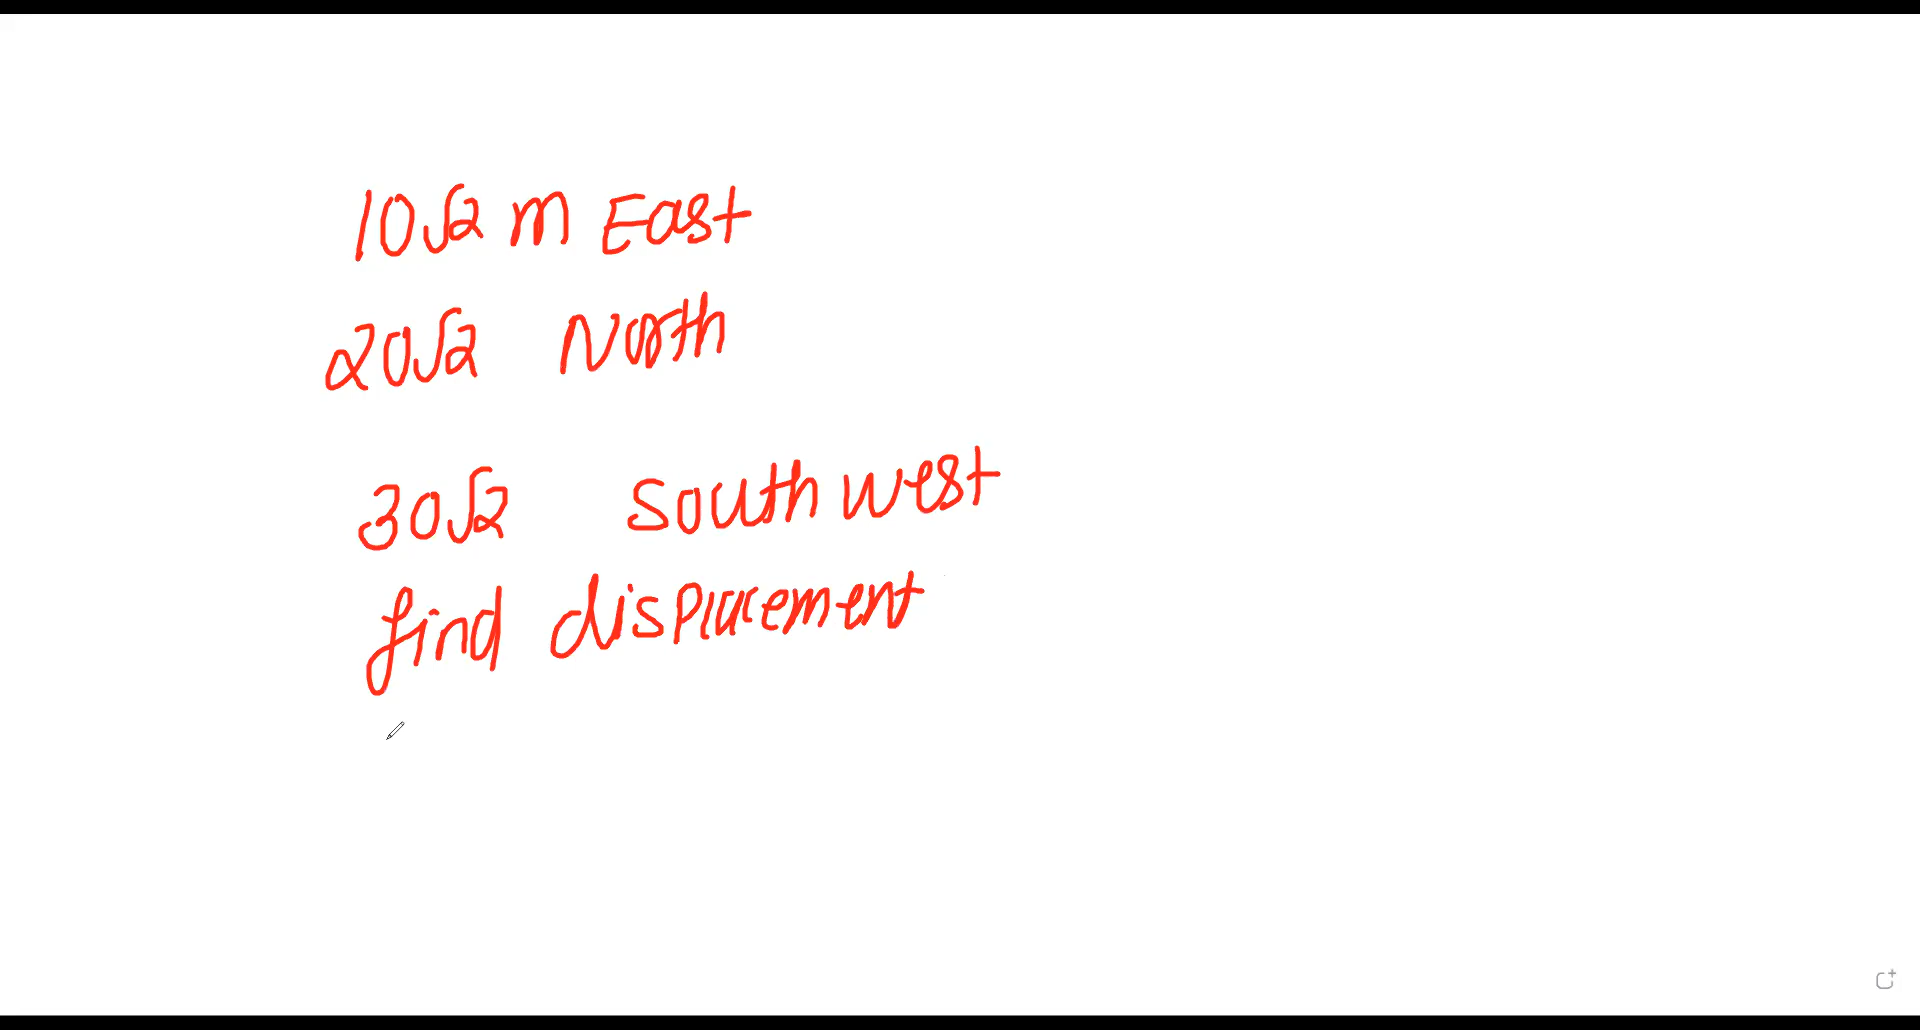 10√2 m East
20√2 North
30√2 south west
find displacement